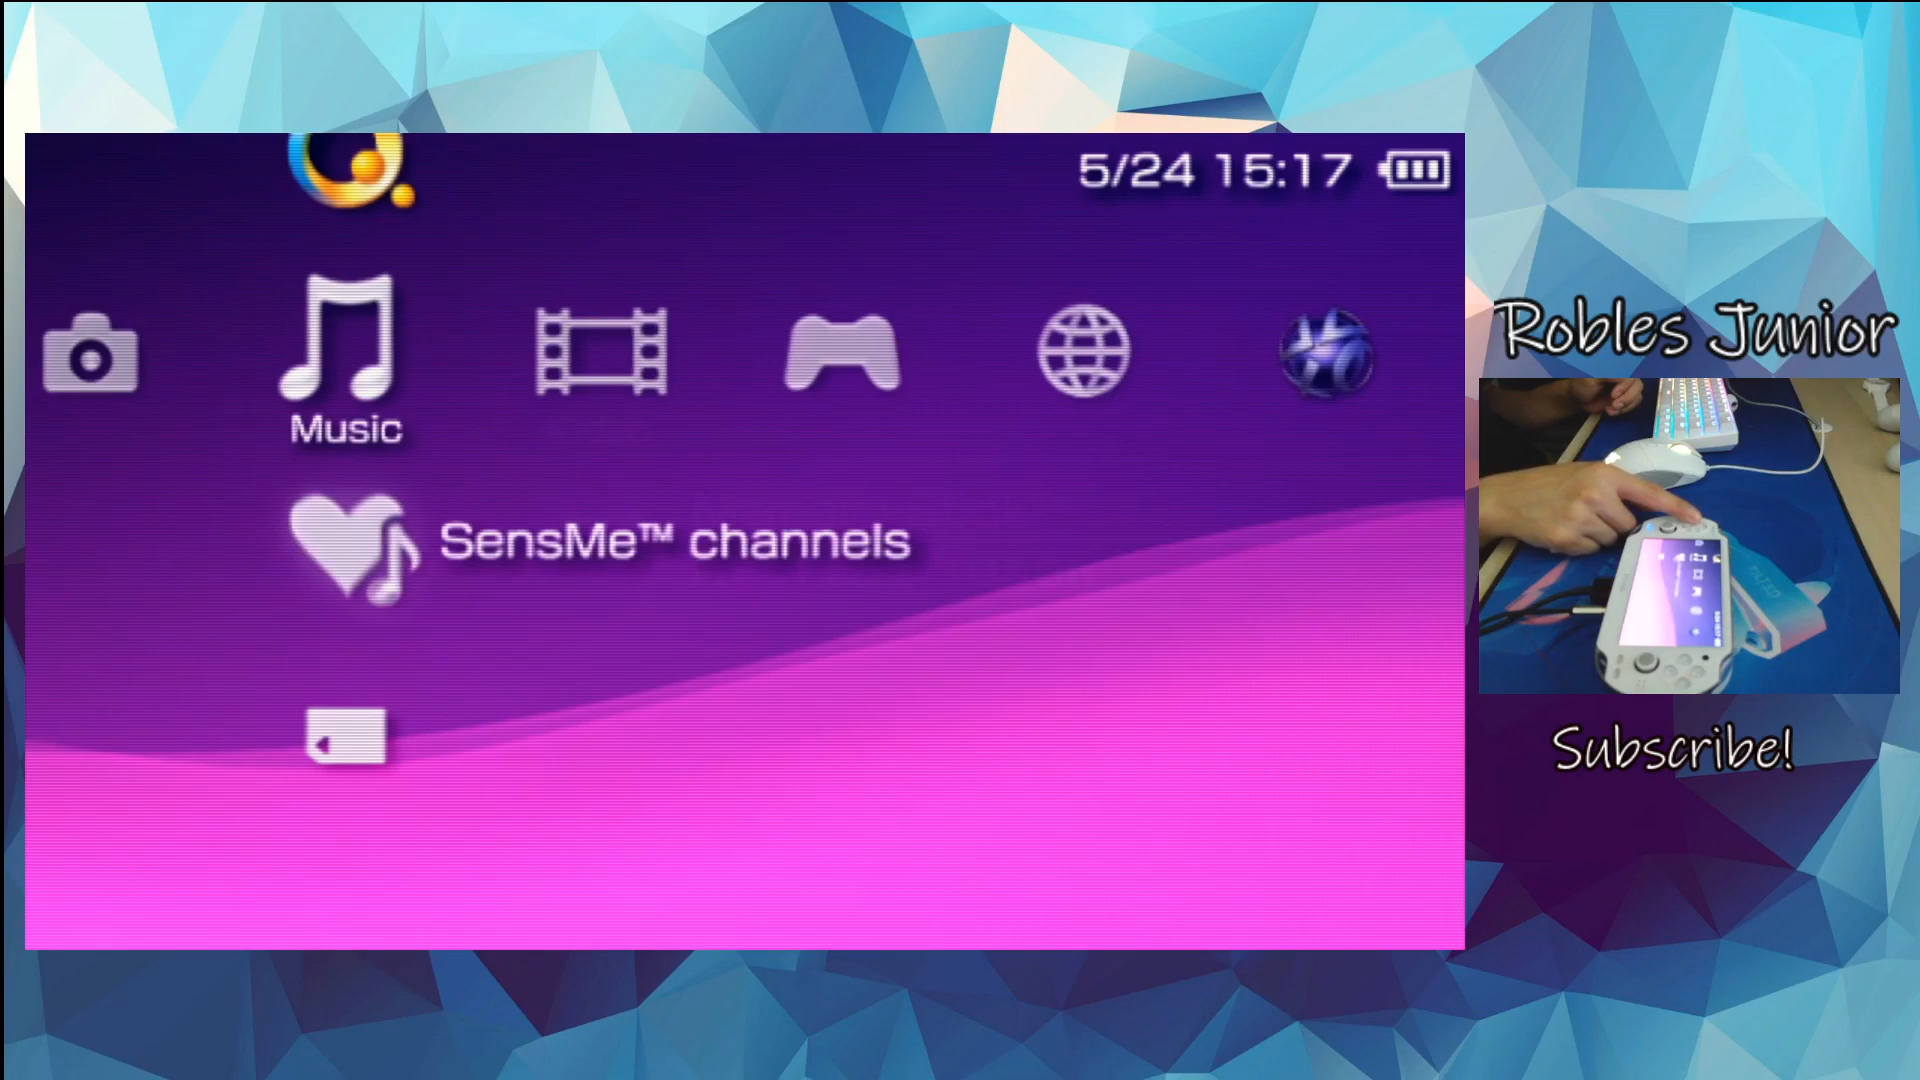 5/24 15:17
Music
SensMe™ channels
Robles Junior
Subscribe!